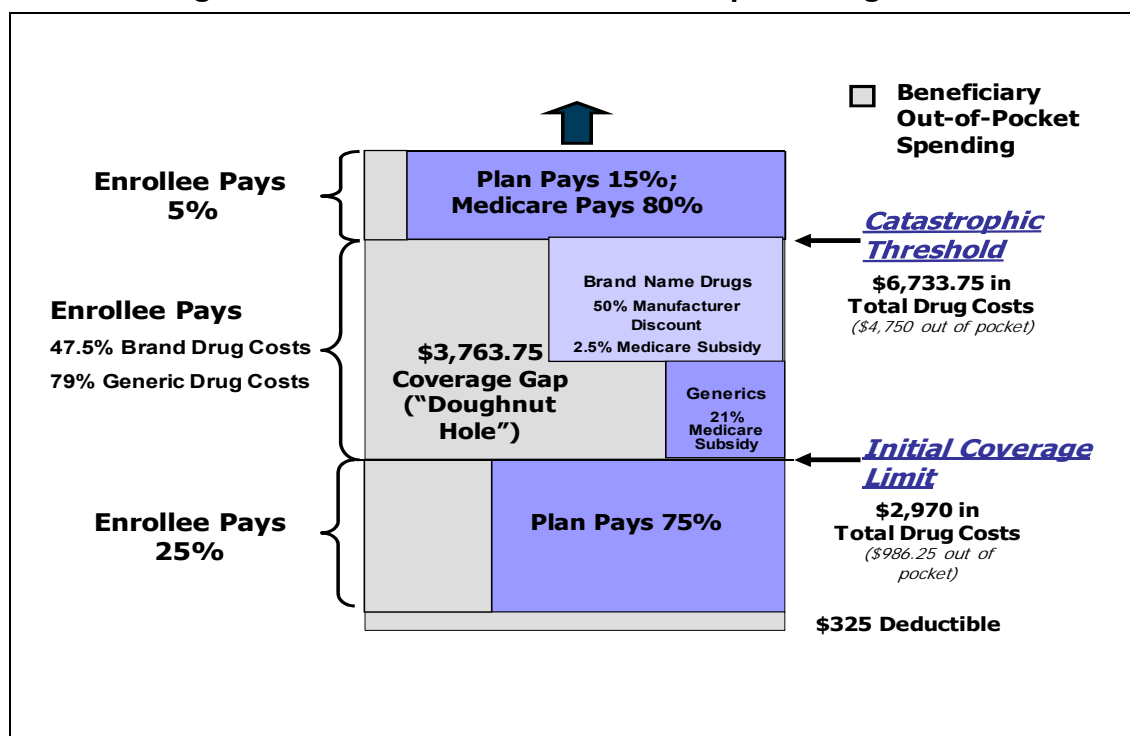 Beneficiary
Out-of-Pocket
Spending
Enrollee Pays
5%
Plan Pays 15%;
Medicare Pays 80%
Catastrophic
Threshold
$6,733.75 in
Total Drug Costs
($4,750 out of pocket)
Enrollee Pays
47.5% Brand Drug Costs
79% Generic Drug Costs
Brand Name Drugs
50% Manufacturer
Discount
2.5% Medicare Subsidy
$3,763.75
Coverage Gap
("Doughnut
Hole")
Generics
21%
Medicare
Subsidy
Initial Coverage
Limit
$2,970 in
Total Drug Costs
($986.25 out of
pocket)
Enrollee Pays
25%
Plan Pays 75%
$325 Deductible